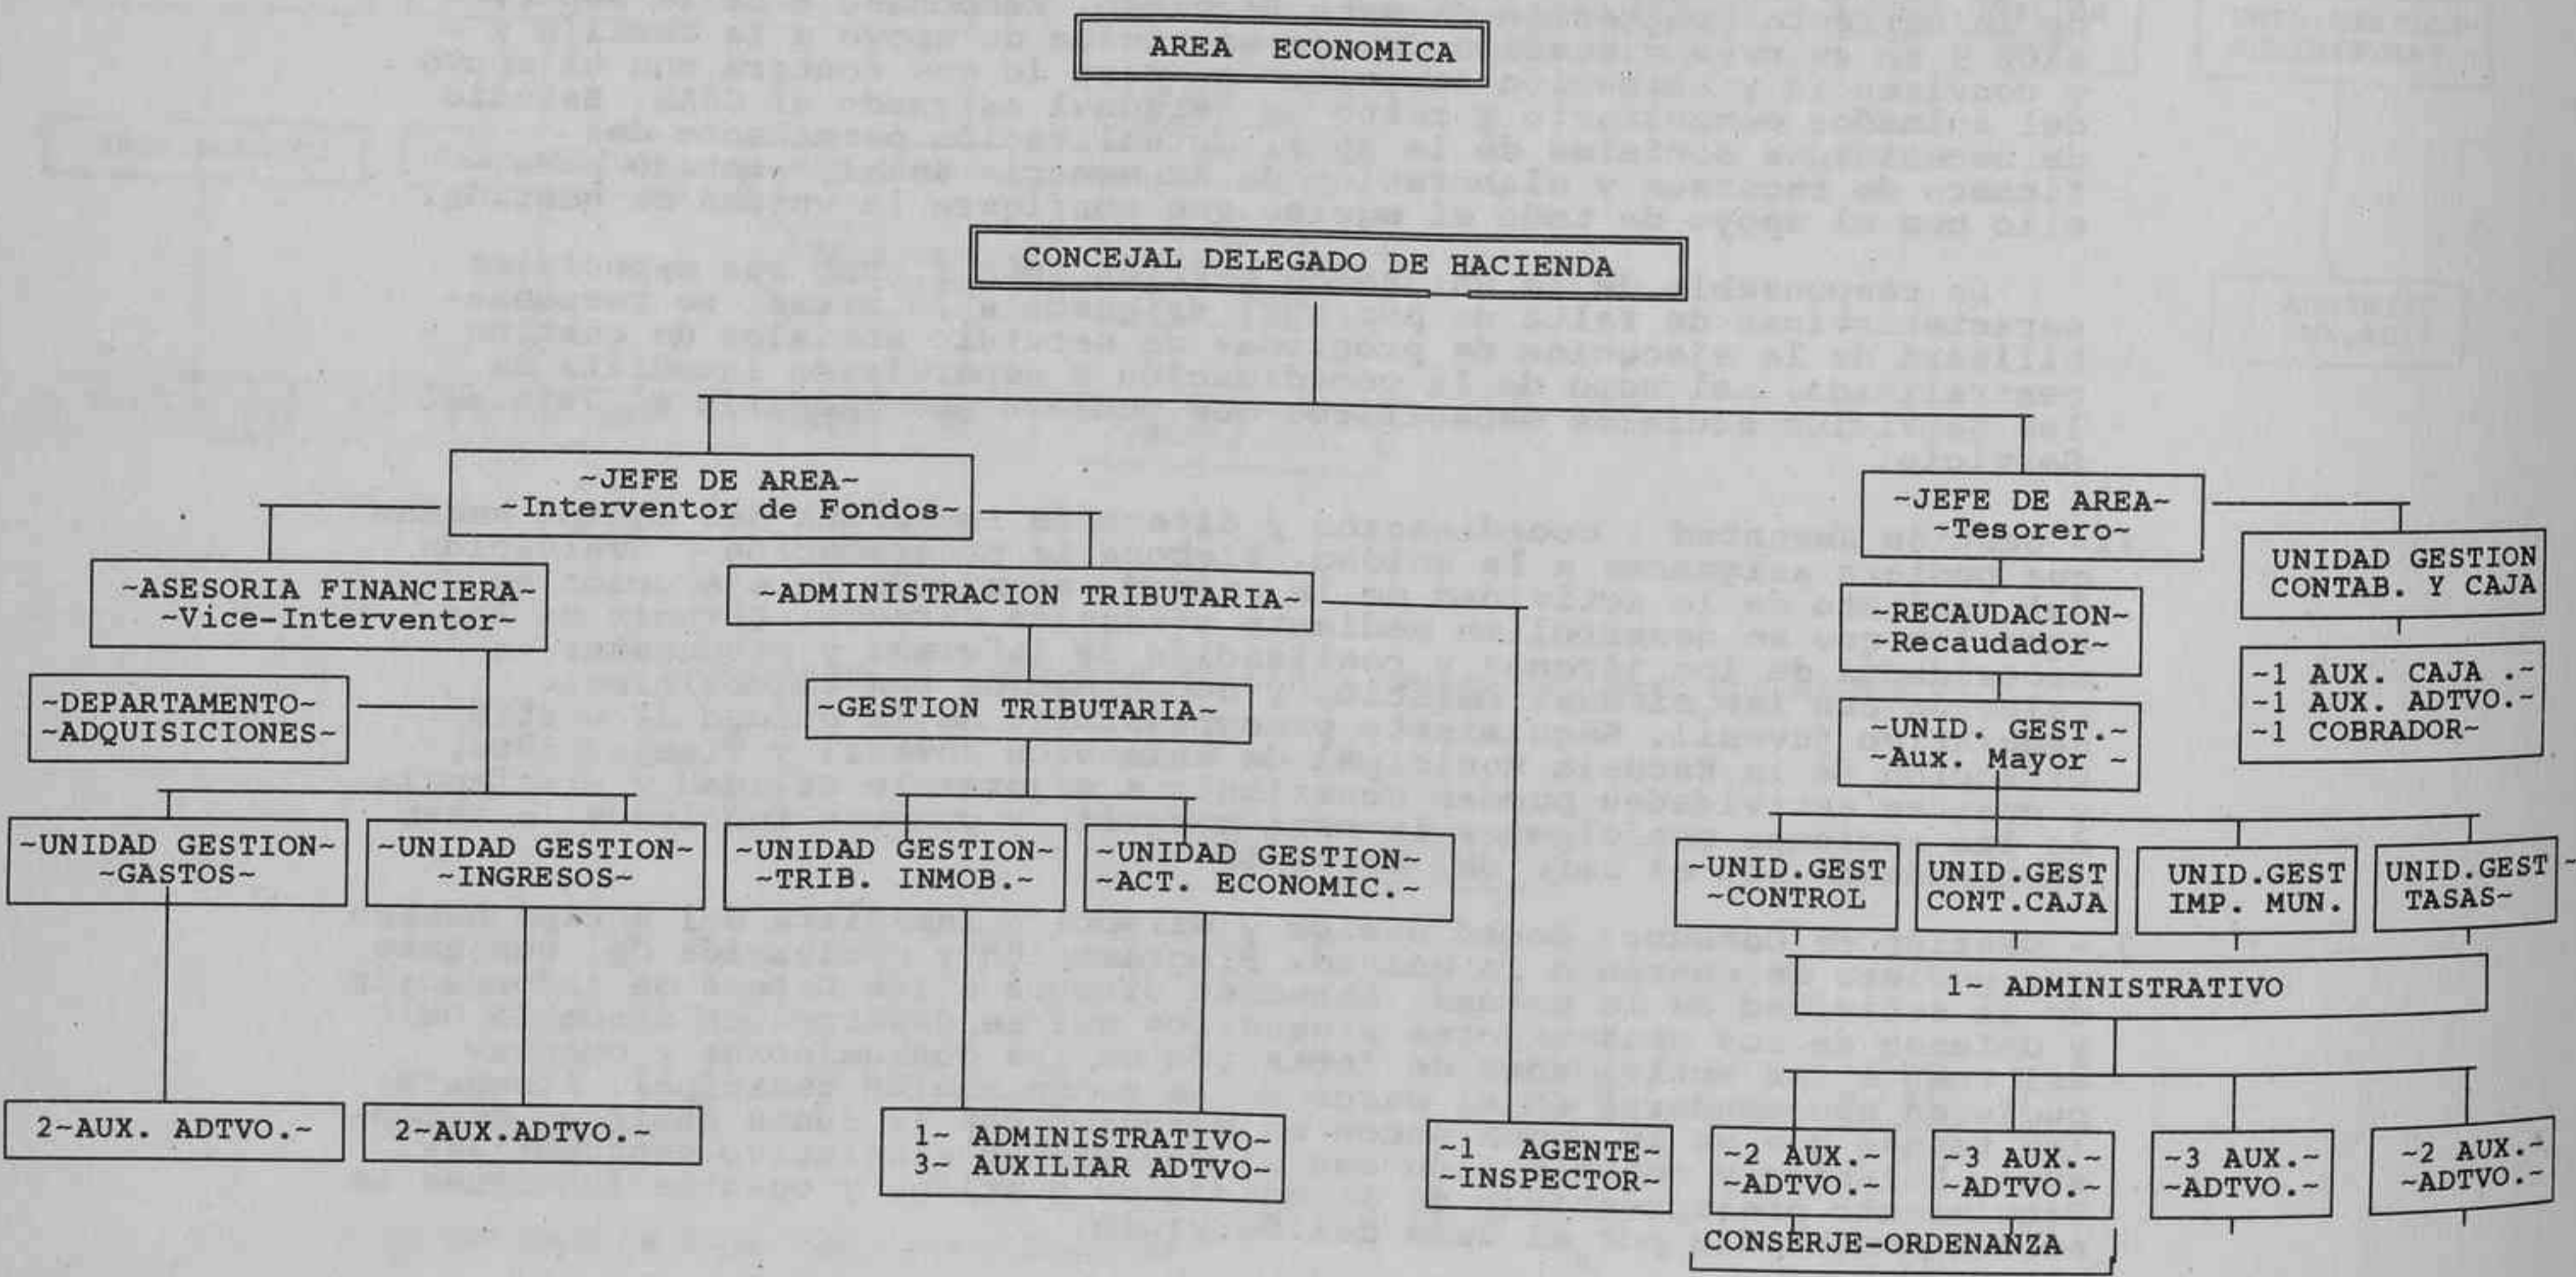 AREA ECONOMICA
CONCEJAL DELEGADO DE HACIENDA
~JEFE DE AREA~
~Interventor de Fondos~
~JEFE DE AREA~
~Tesorero~
~ASESORIA FINANCIERA~
~Vice-Interventor~
~ADMINISTRACION TRIBUTARIA~
~RECAUDACION~
~Recaudador~
UNIDAD GESTION
CONTAB. Y CAJA
~DEPARTAMENTO~
~ADQUISICIONES~
~GESTION TRIBUTARIA~
~UNID. GEST.~
~Aux. Mayor ~
~1 AUX. CAJA .~
~1 AUX. ADTVO.~
~1 COBRADOR~
~UNIDAD GESTION~
~GASTOS~
~UNIDAD GESTION~
~INGRESOS~
~UNIDAD GESTION~
~TRIB. INMOB.~
~UNIDAD GESTION~
~ACT. ECONOMIC.~
~UNID.GEST
~CONTROL
UNID.GEST
CONT.CAJA
UNID.GEST
IMP. MUN.
UNID.GEST ~
TASAS~
1~ ADMINISTRATIVO
2~AUX. ADTVO.~
2~AUX.ADTVO.~
1~ ADMINISTRATIVO~
3~ AUXILIAR ADTVO~
~1 AGENTE~
~INSPECTOR~
~2 AUX.~
~ADTVO.~
~3 AUX.~
~ADTVO.~
~3 AUX.~
~ADTVO.~
~2 AUX.~
~ADTVO.~
CONSERJE-ORDENANZA